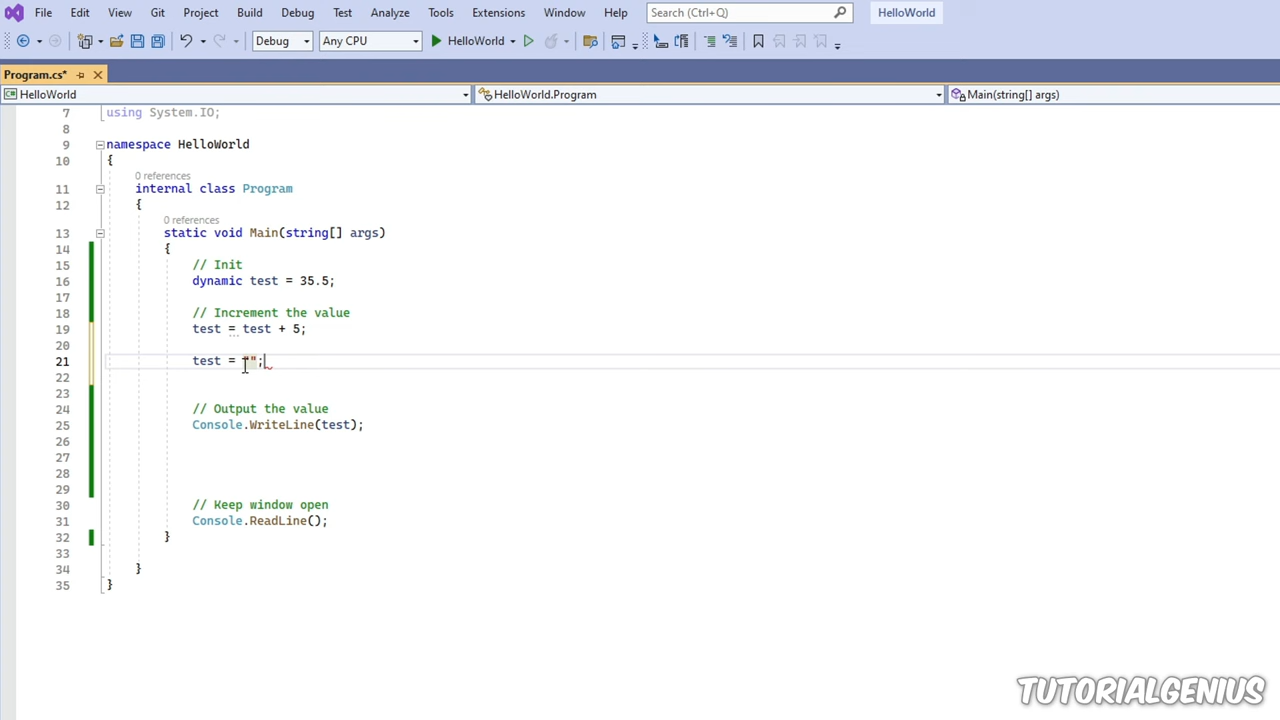 File Edit View Git Project Build Debug Test Analyze Tools Extensions Window Help Search (Ctrl+Q) HelloWorld
Debug Any CPU HelloWorld
Program.cs*
HelloWorld HelloWorld.Program Main(string[] args)
7 using System.IO;
8
9 namespace HelloWorld
10 {
0 references
11 internal class Program
12 {
0 references
13 static void Main(string[] args)
14 {
15 // Init
16 dynamic test = 35.5;
17
18 // Increment the value
19 test = test + 5;
20
21 test = "";
22
23
24 // Output the value
25 Console.WriteLine(test);
26
27
28
29
30 // Keep window open
31 Console.ReadLine();
32 }
33
34 }
35 }
TUTORIALGENIUS